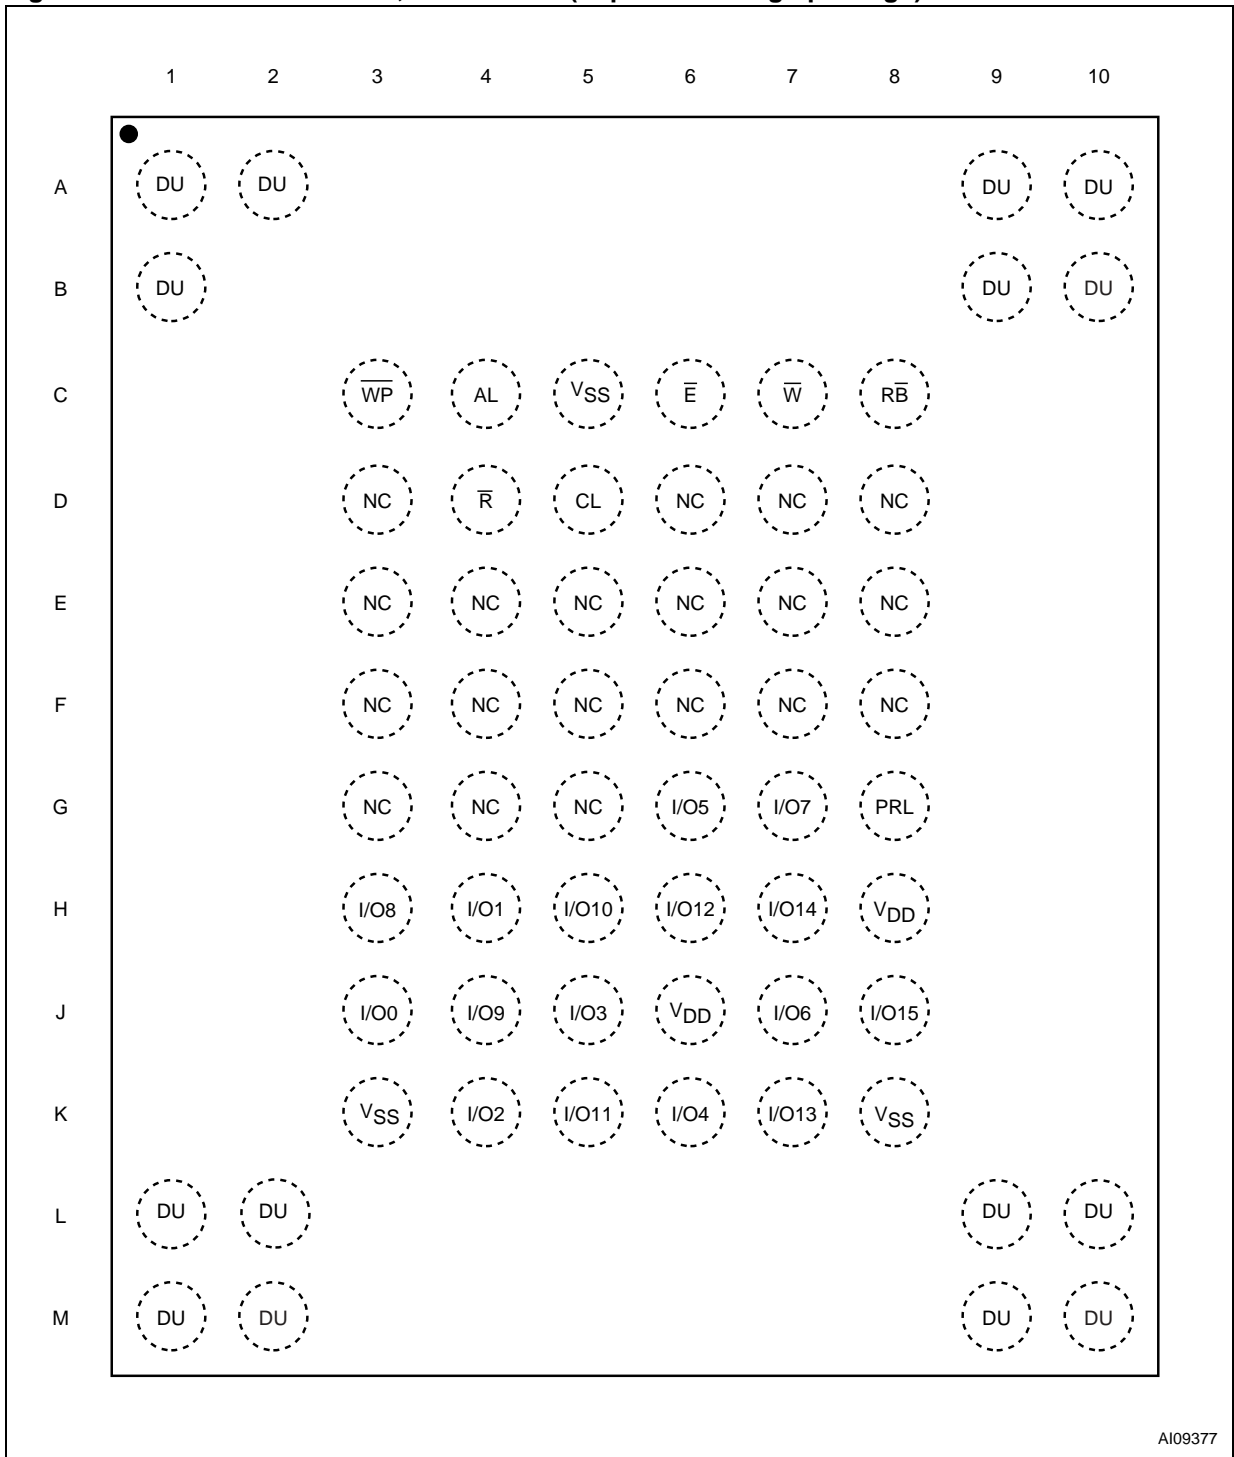 1 2 3 4 5 6 7 8 9 10
A DU DU DU DU
B DU DU DU
C W̅P̅ AL VSS E̅ W̅ RB̅
D NC R̅ CL NC NC NC
E NC NC NC NC NC NC
F NC NC NC NC NC NC
G NC NC NC I/O5 I/O7 PRL
H I/O8 I/O1 I/O10 I/O12 I/O14 VDD
J I/O0 I/O9 I/O3 VDD I/O6 I/O15
K VSS I/O2 I/O11 I/O4 I/O13 VSS
L DU DU DU DU
M DU DU DU DU
AI09377